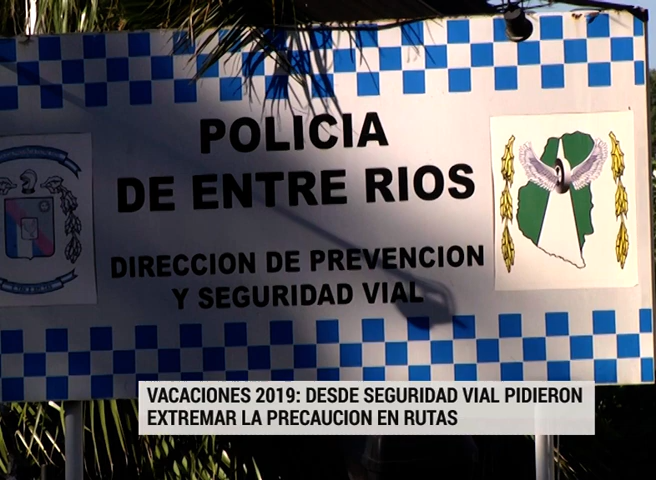 POLICIA
DE ENTRE RIOS
DIRECCION DE PREVENCION
Y SEGURIDAD VIAL
VACACIONES 2019: DESDE SEGURIDAD VIAL PIDIERON
EXTREMAR LA PRECAUCION EN RUTAS